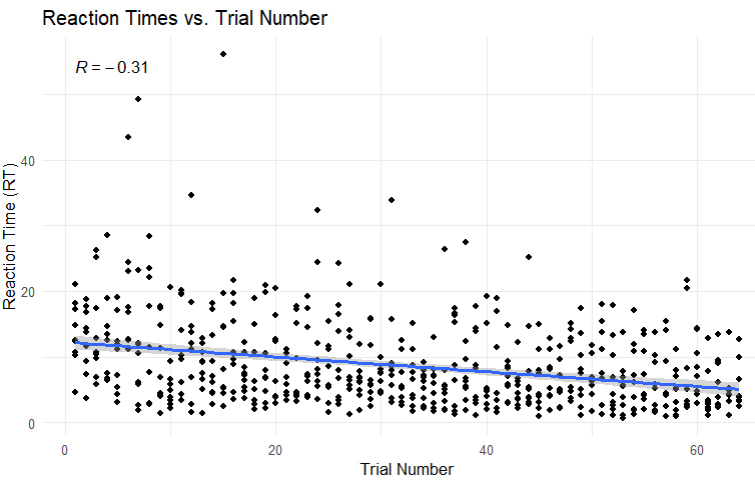 Reaction Times vs. Trial Number
R = −0.31
Reaction Time (RT)
40
20
0
0 20 40 60
Trial Number